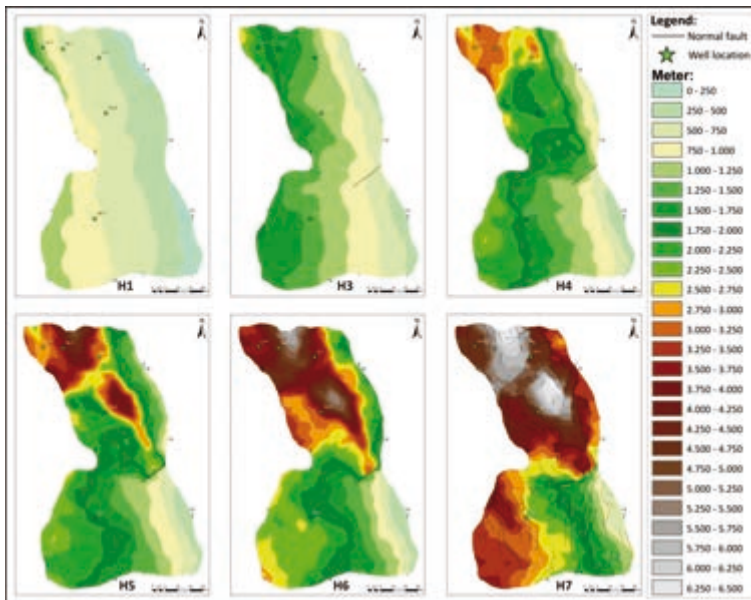 H1
H3
H4
H5
H6
H7
N
N
N
N
N
N
Legend:
Normal fault
Well location
Meter:
0 - 250
250 - 500
500 - 750
750 - 1.000
1.000 - 1.250
1.250 - 1.500
1.500 - 1.750
1.750 - 2.000
2.000 - 2.250
2.250 - 2.500
2.500 - 2.750
2.750 - 3.000
3.000 - 3.250
3.250 - 3.500
3.500 - 3.750
3.750 - 4.000
4.000 - 4.250
4.250 - 4.500
4.500 - 4.750
4.750 - 5.000
5.000 - 5.250
5.250 - 5.500
5.500 - 5.750
5.750 - 6.000
6.000 - 6.250
6.250 - 6.500